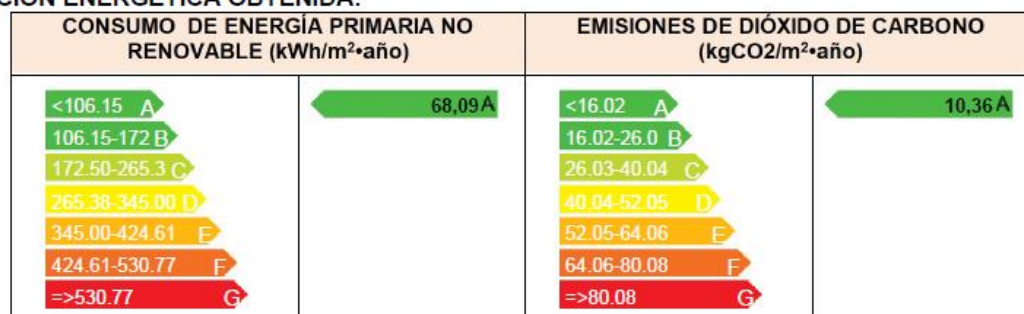 CIÓN ENERGÉTICA OBTENIDA:
CONSUMO DE ENERGÍA PRIMARIA NO
RENOVABLE (kWh/m²•año)
EMISIONES DE DIÓXIDO DE CARBONO
(kgCO2/m²•año)
<106.15 A
68,09 A
106.15-172 B
172.50-265.3 C
265.38-345.00 D
345.00-424.61 E
424.61-530.77 F
=>530.77 G
<16.02 A
10,36 A
16.02-26.0 B
26.03-40.04 C
40.04-52.05 D
52.05-64.06 E
64.06-80.08 F
=>80.08 G